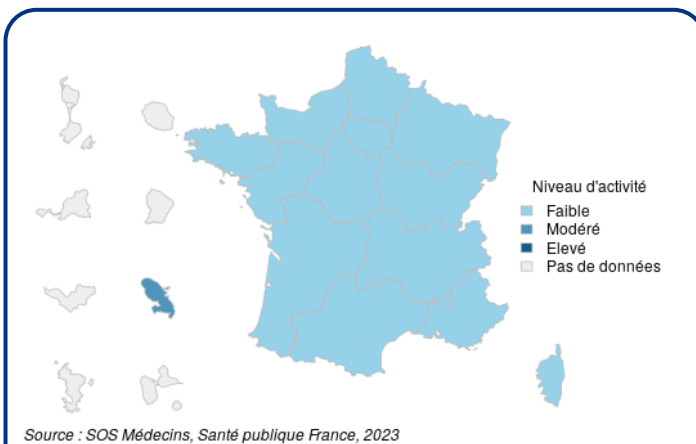 Niveau d'activité
Faible
Modéré
Elevé
Pas de données
Source : SOS Médecins, Santé publique France, 2023